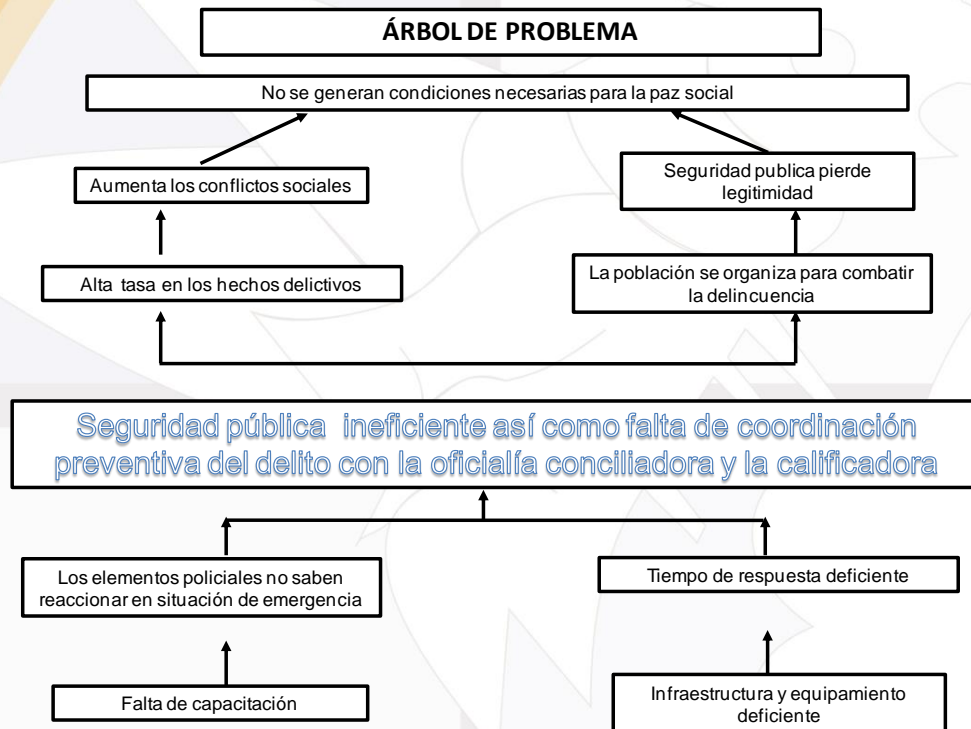 ÁRBOL DE PROBLEMA
No se generan condiciones necesarias para la paz social
Aumenta los conflictos sociales
Seguridad publica pierde
legitimidad
Alta tasa en los hechos delictivos
La población se organiza para combatir
la delincuencia
Seguridad pública ineficiente así como falta de coordinación
preventiva del delito con la oficialía conciliadora y la calificadora
Los elementos policiales no saben
reaccionar en situación de emergencia
Tiempo de respuesta deficiente
Falta de capacitación
Infraestructura y equipamiento
deficiente